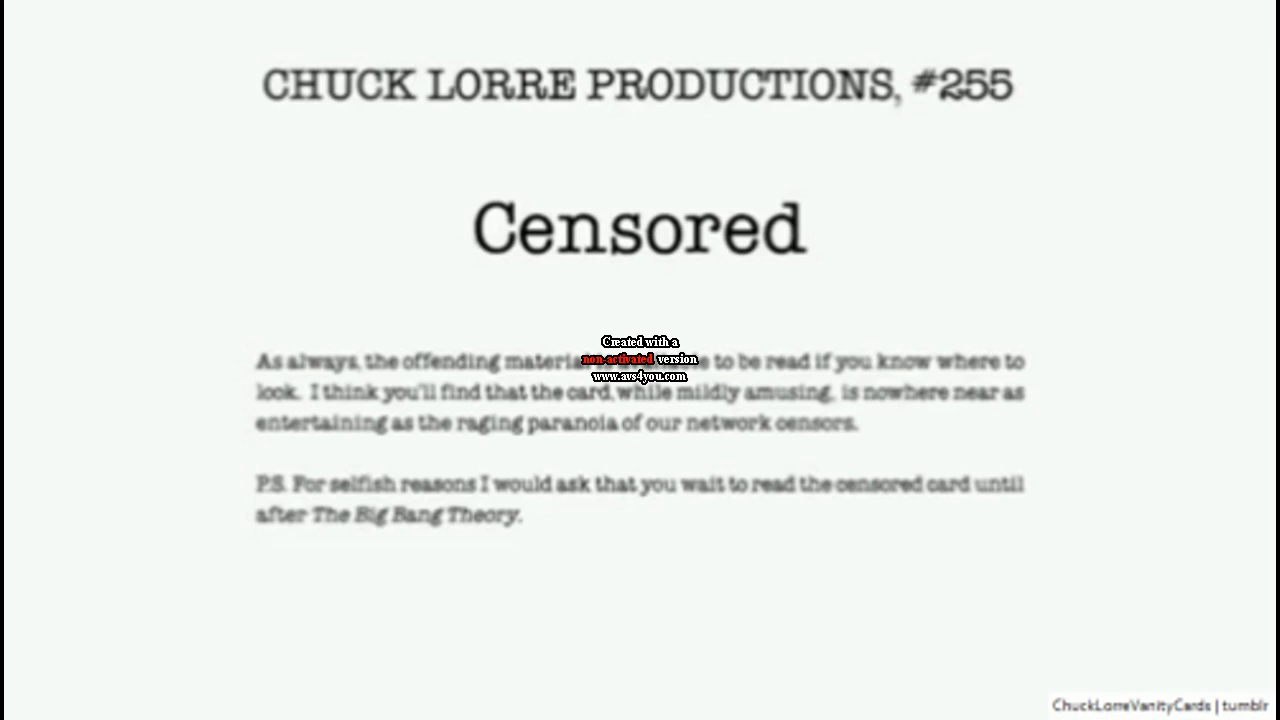 CHUCK LORRE PRODUCTIONS, #255
Censored
As always, the offending material to be read if you know where to
look. I think you'll find that the card, while mildly amusing, is nowhere near as
entertaining as the raging paranoia of our network censors.
P.S. For selfish reasons I would ask that you wait to read the censored card until
after The Big Bang Theory.
Created with a
non-activated version
www.avs4you.com
ChuckLorreVanityCards | tumblr